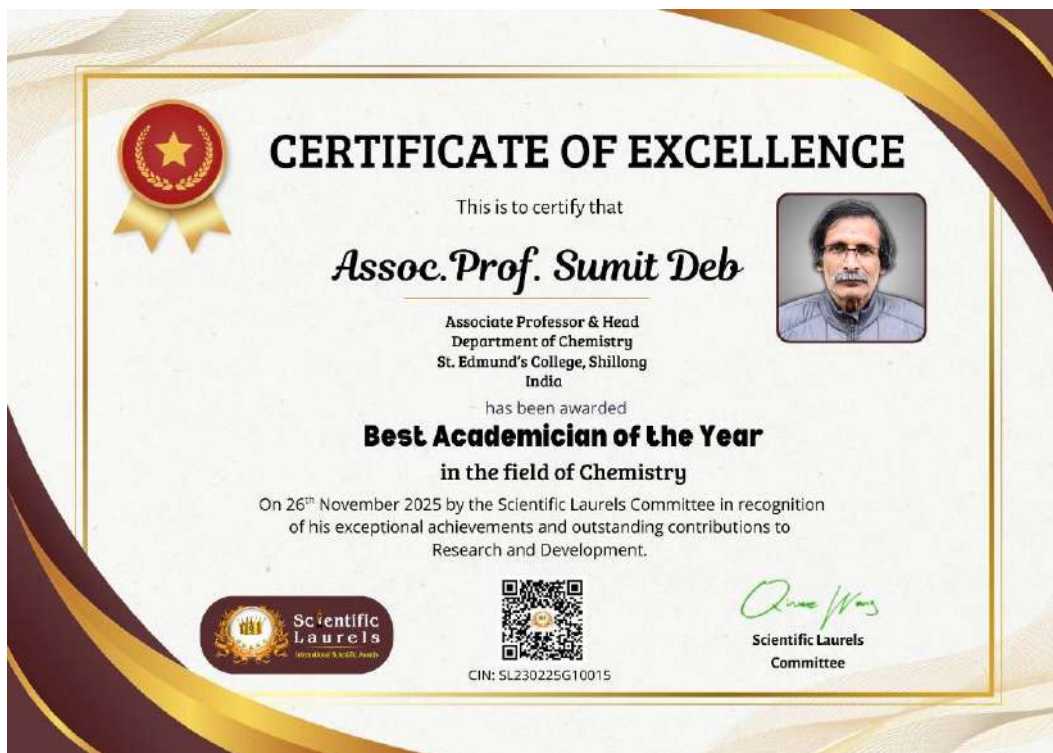 CERTIFICATE OF EXCELLENCE
This is to certify that
Assoc.Prof. Sumit Deb
Associate Professor & Head
Department of Chemistry
St. Edmund's College, Shillong
India
has been awarded
Best Academician of the Year
in the field of Chemistry
On 26th November 2025 by the Scientific Laurels Committee in recognition
of his exceptional achievements and outstanding contributions to
Research and Development.
Scientific
Laurels
International Scientific Awards
CIN: SL230225G10015
Scientific Laurels
Committee